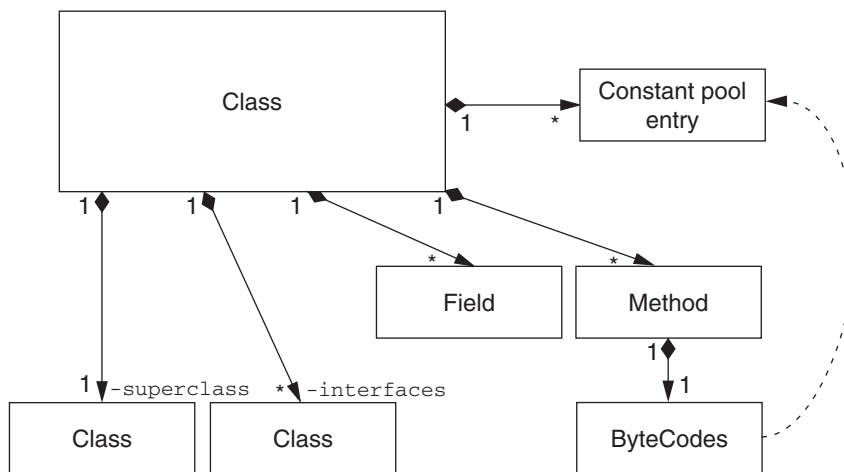 Class
Constant pool
entry
1
*
1
1
1
1
*
*
Field
Method
1
1
1
-superclass
*
-interfaces
Class
Class
ByteCodes